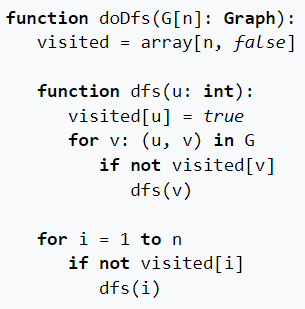 function doDfs(G[n]: Graph):
visited = array[n, false]
function dfs(u: int):
visited[u] = true
for v: (u, v) in G
if not visited[v]
dfs(v)
for i = 1 to n
if not visited[i]
dfs(i)